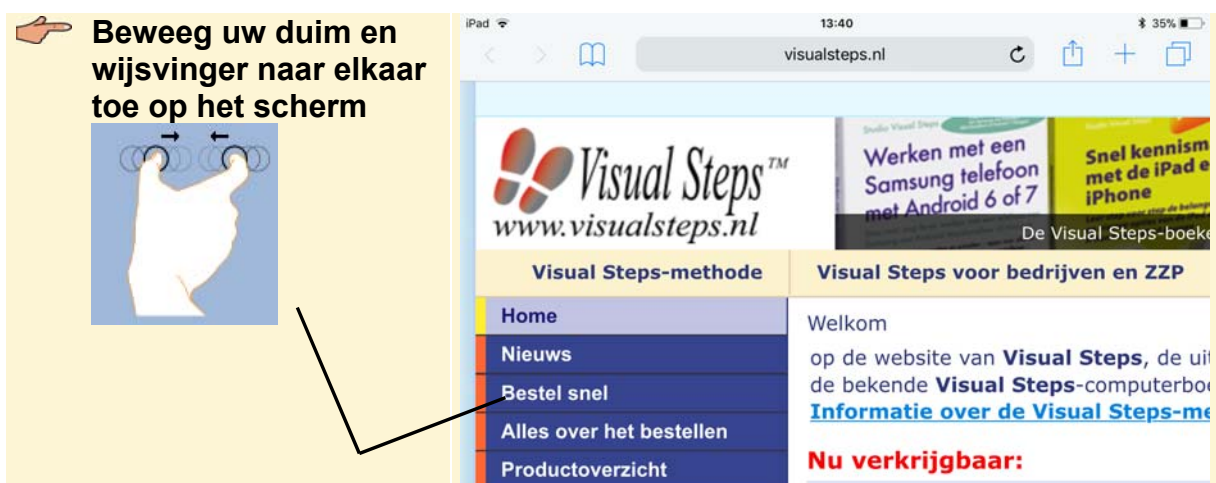 Beweeg uw duim en
wijsvinger naar elkaar
toe op het scherm
iPad 13:40 35%
visualsteps.nl
Visual Steps™
www.visualsteps.nl
Studio Visual Steps
Werken met een
Samsung telefoon
met Android 6 of 7
Snel kennism
met de iPad e
iPhone
De Visual Steps-boeke
Visual Steps-methode
Visual Steps voor bedrijven en ZZP
Home
Nieuws
Bestel snel
Alles over het bestellen
Productoverzicht
Welkom
op de website van Visual Steps, de uit
de bekende Visual Steps-computerboe
Informatie over de Visual Steps-me
Nu verkrijgbaar: